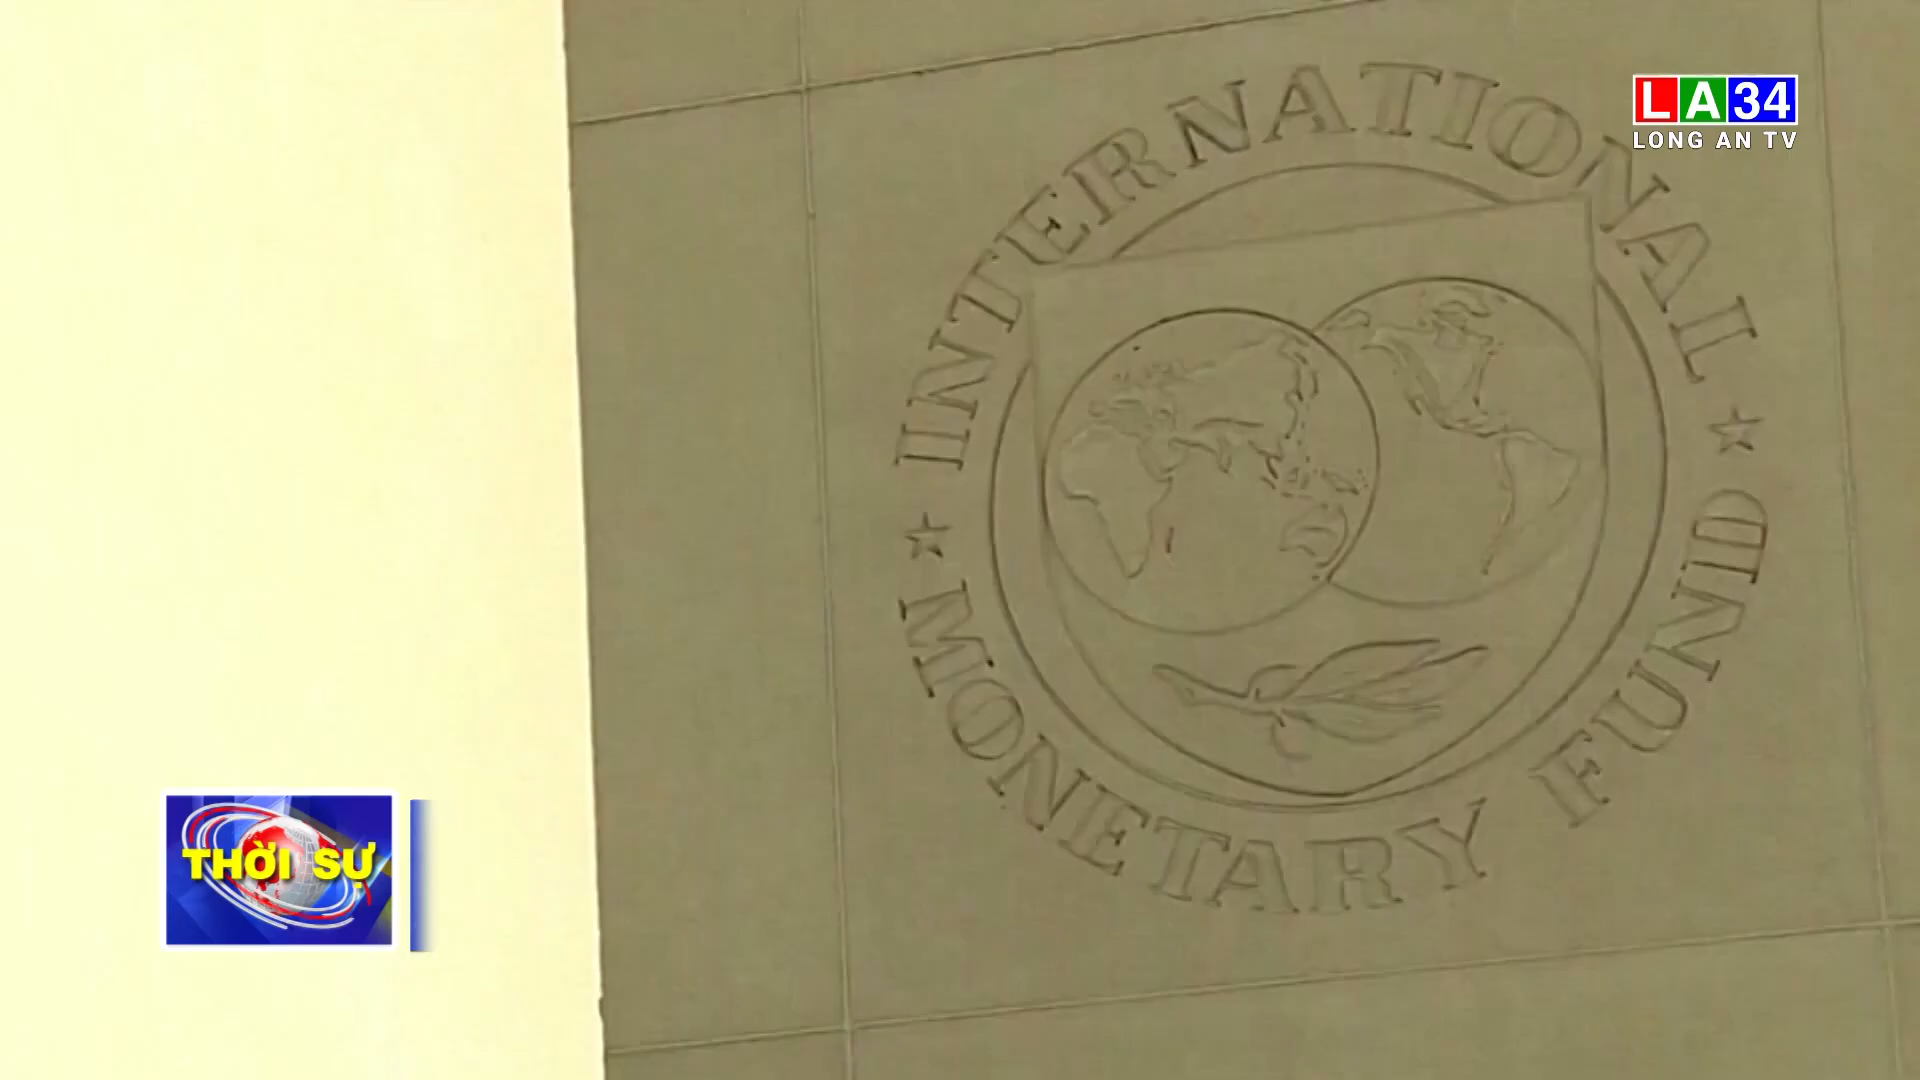 LA34
LONG AN TV
INTERNATIONAL
MONETARY FUND
THỜI SỰ